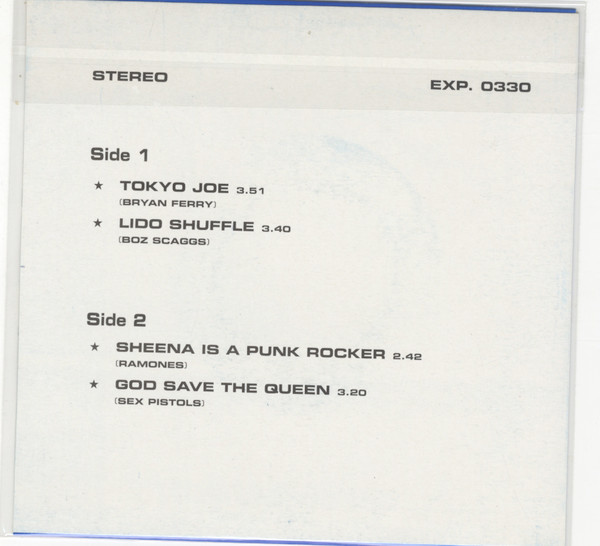 STEREO
EXP. 0330
Side 1
★ TOKYO JOE 3.51
(BRYAN FERRY)
★ LIDO SHUFFLE 3.40
(BOZ SCAGGS)
Side 2
★ SHEENA IS A PUNK ROCKER 2.42
(RAMONES)
★ GOD SAVE THE QUEEN 3.20
(SEX PISTOLS)